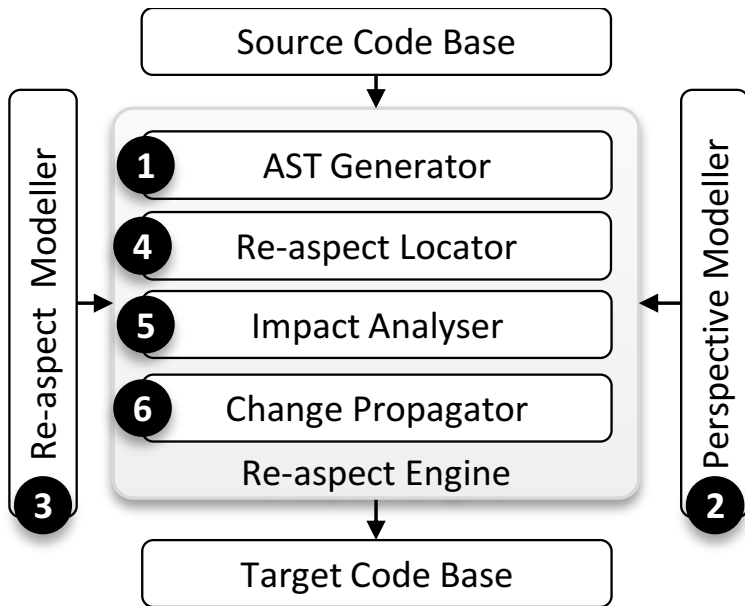 Source Code Base
1 AST Generator
4 Re-aspect Locator
5 Impact Analyser
6 Change Propagator
Re-aspect Engine
Re-aspect Modeller
3
Perspective Modeller
2
Target Code Base